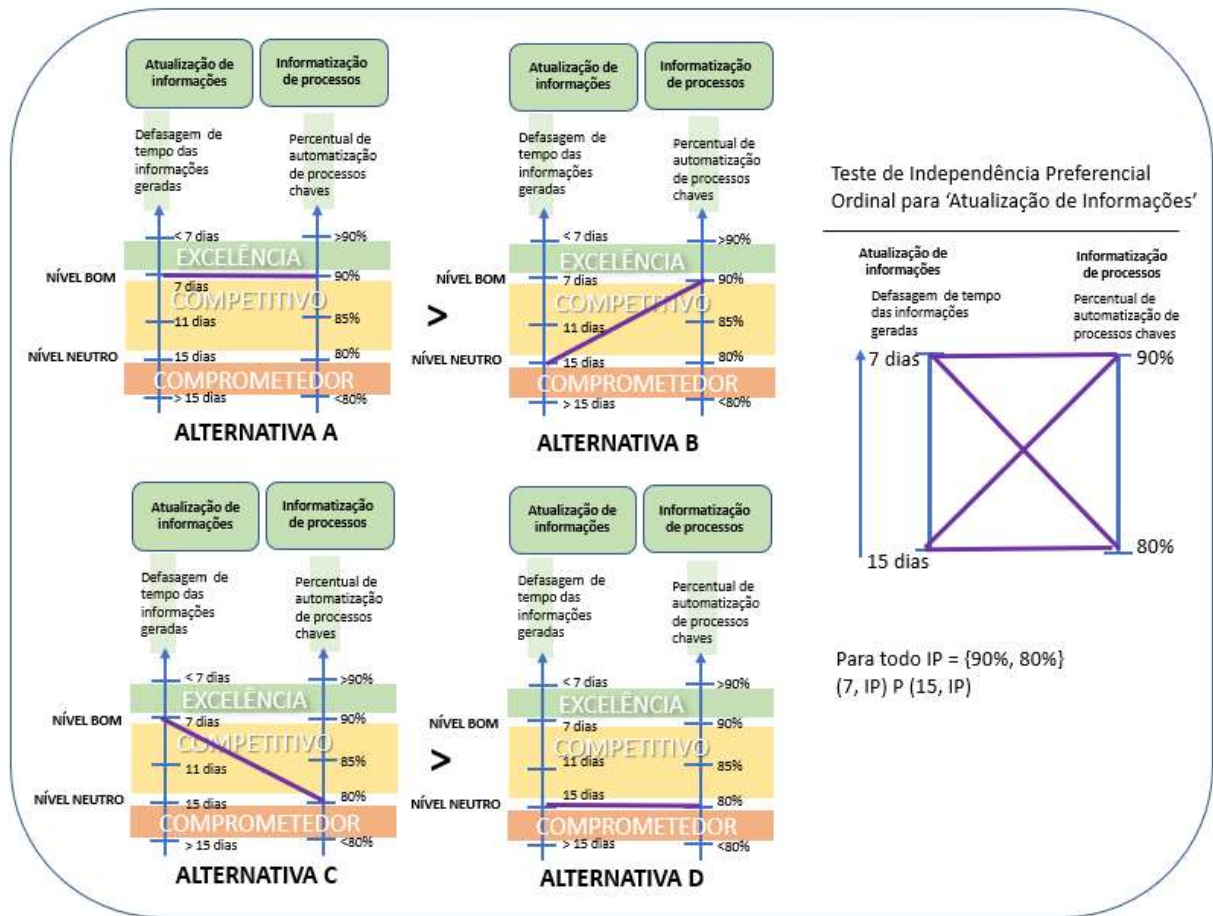 Atualização de
informações
Informatização
de processos
Defasagem de
tempo das
informações
geradas
Percentual de
automatização
de processos
chaves
< 7 dias
>90%
EXCELÊNCIA
NÍVEL BOM
7 dias
90%
COMPETITIVO
11 dias
85%
NÍVEL NEUTRO
15 dias
80%
COMPROMETEDOR
> 15 dias
<80%
ALTERNATIVA A
>
Atualização de
informações
Informatização
de processos
Defasagem de
tempo das
informações
geradas
Percentual de
automatização
de processos
chaves
< 7 dias
>90%
EXCELÊNCIA
NÍVEL BOM
7 dias
90%
COMPETITIVO
11 dias
85%
NÍVEL NEUTRO
15 dias
80%
COMPROMETEDOR
> 15 dias
<80%
ALTERNATIVA B
Atualização de
informações
Informatização
de processos
Defasagem de
tempo das
informações
geradas
Percentual de
automatização
de processos
chaves
< 7 dias
>90%
EXCELÊNCIA
NÍVEL BOM
7 dias
90%
COMPETITIVO
11 dias
85%
NÍVEL NEUTRO
15 dias
80%
COMPROMETEDOR
> 15 dias
<80%
ALTERNATIVA C
>
Atualização de
informações
Informatização
de processos
Defasagem de
tempo das
informações
geradas
Percentual de
automatização
de processos
chaves
< 7 dias
>90%
EXCELÊNCIA
NÍVEL BOM
7 dias
90%
COMPETITIVO
11 dias
85%
NÍVEL NEUTRO
15 dias
80%
COMPROMETEDOR
> 15 dias
<80%
ALTERNATIVA D
Teste de Independência Preferencial
Ordinal para ‘Atualização de Informações’
Atualização de
informações
Informatização
de processos
Defasagem de tempo
das informações
geradas
Percentual de
automatização de
processos chaves
7 dias
90%
15 dias
80%
Para todo IP = {90%, 80%}
(7, IP) P (15, IP)